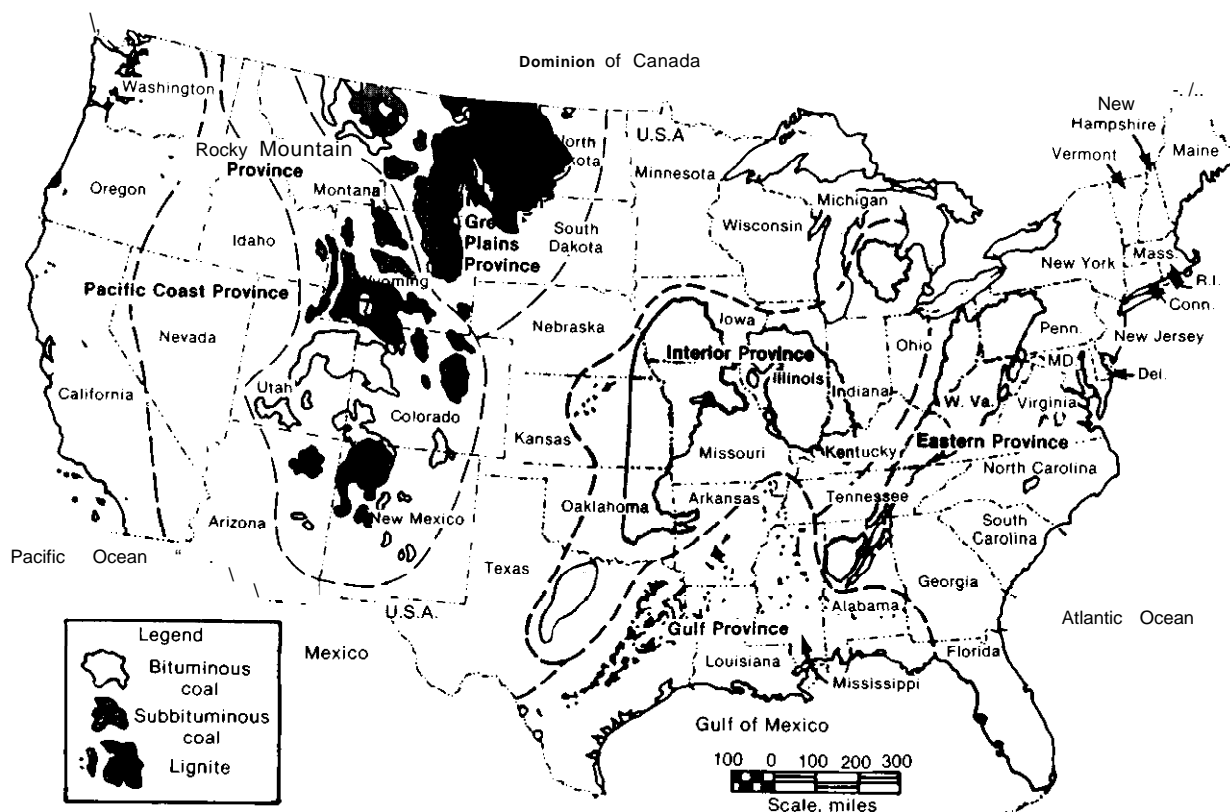 Dominion of Canada
Washington
New
Hampshire
Vermont
Maine
U.S.A
Rocky Mountain
Province
Oregon
Montana
Minnesota
Michigan
Wisconsin
Idaho
Plains
Province
South
Dakota
Wyoming
New York
Mass.
R.I.
Conn.
Pacific Coast Province
Nevada
Nebraska
Iowa
Ohio
Penn.
New Jersey
Interior Province
Illinois
Indiana
MD.
Del.
Utah
California
Colorado
W. Va.
Virginia
Kansas
Missouri
Kentucky
Eastern Province
North Carolina
Arizona
New Mexico
Oklahoma
Arkansas
Tennessee
South
Carolina
Pacific Ocean
Texas
Georgia
U.S.A.
Alabama
Atlantic Ocean
Gulf Province
Mexico
Louisiana
Florida
Mississippi
Gulf of Mexico
Legend
Bituminous
coal
Subbituminous
coal
Lignite
100 0 100 200 300
Scale, miles